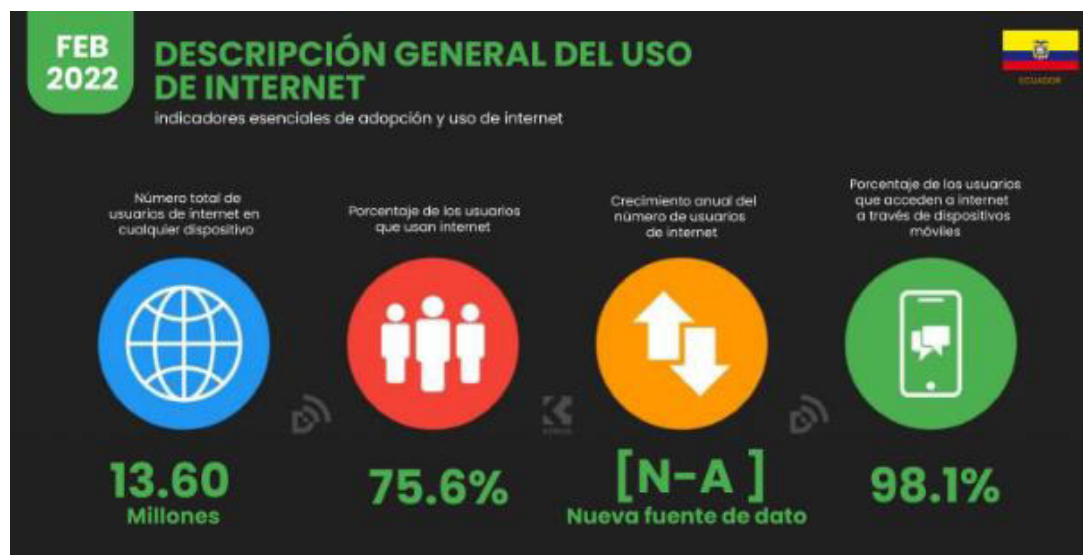 FEB
2022
DESCRIPCIÓN GENERAL DEL USO
DE INTERNET
indicadores esenciales de adopción y uso de internet
ECUADOR
Número total de
usuarios de internet en
cualquier dispositivo
Porcentaje de los usuarios
que usan internet
Crecimiento anual del
número de usuarios
de internet
Porcentaje de los usuarios
que acceden a internet
a través de dispositivos
móviles
13.60
Millones
75.6%
[N-A ]
Nueva fuente de dato
98.1%